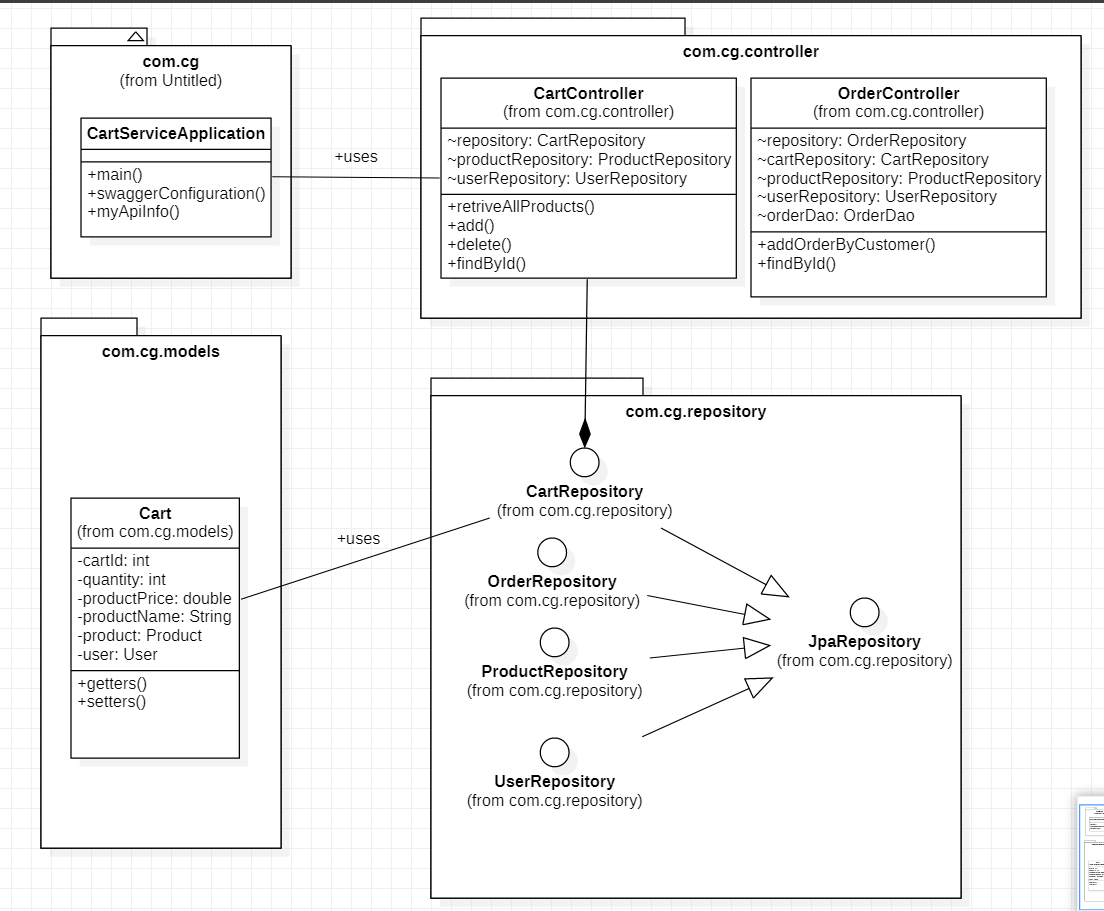 com.cg
(from Untitled)
CartServiceApplication
+main()
+swaggerConfiguration()
+myApiInfo()
+uses
com.cg.controller
CartController
(from com.cg.controller)
~repository: CartRepository
~productRepository: ProductRepository
~userRepository: UserRepository
+retriveAllProducts()
+add()
+delete()
+findById()
OrderController
(from com.cg.controller)
~repository: OrderRepository
~cartRepository: CartRepository
~productRepository: ProductRepository
~userRepository: UserRepository
~orderDao: OrderDao
+addOrderByCustomer()
+findById()
com.cg.models
Cart
(from com.cg.models)
-cartId: int
-quantity: int
-productPrice: double
-productName: String
-product: Product
-user: User
+getters()
+setters()
+uses
com.cg.repository
CartRepository
(from com.cg.repository)
OrderRepository
(from com.cg.repository)
ProductRepository
(from com.cg.repository)
UserRepository
(from com.cg.repository)
JpaRepository
(from com.cg.repository)